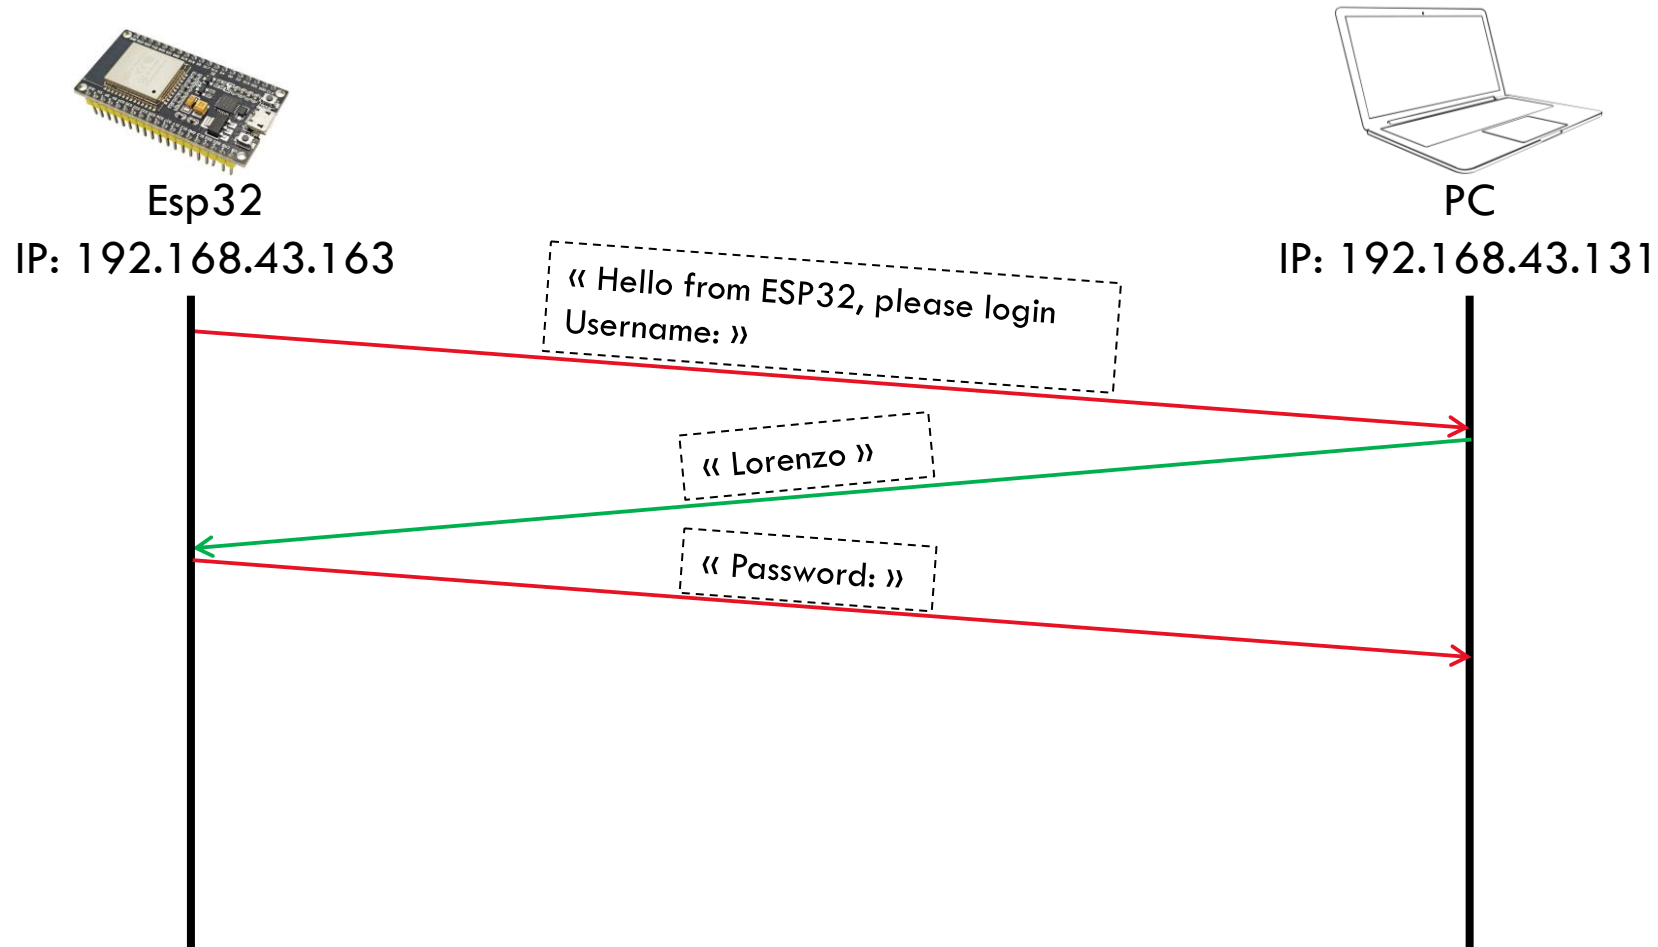 Esp32
IP: 192.168.43.163
PC
IP: 192.168.43.131
« Hello from ESP32, please login
Username: »
« Lorenzo »
« Password: »